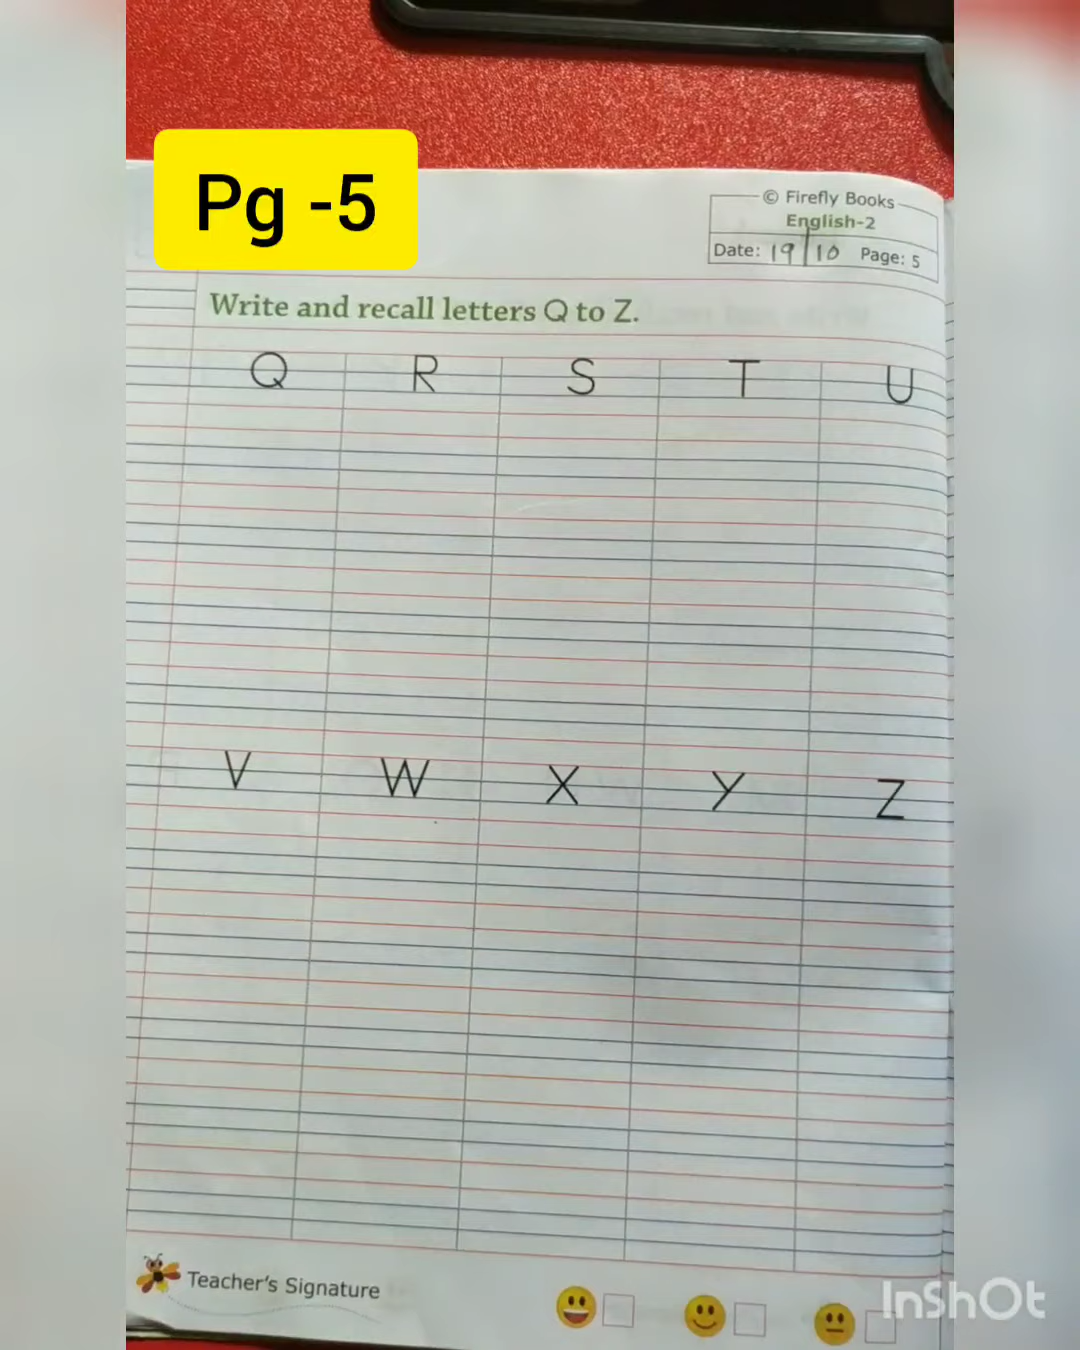 Pg -5
© Firefly Books
English-2
Date: 19/10 Page: 5
Write and recall letters Q to Z.
Q R S T U
V W X Y Z
Teacher's Signature
InShOt